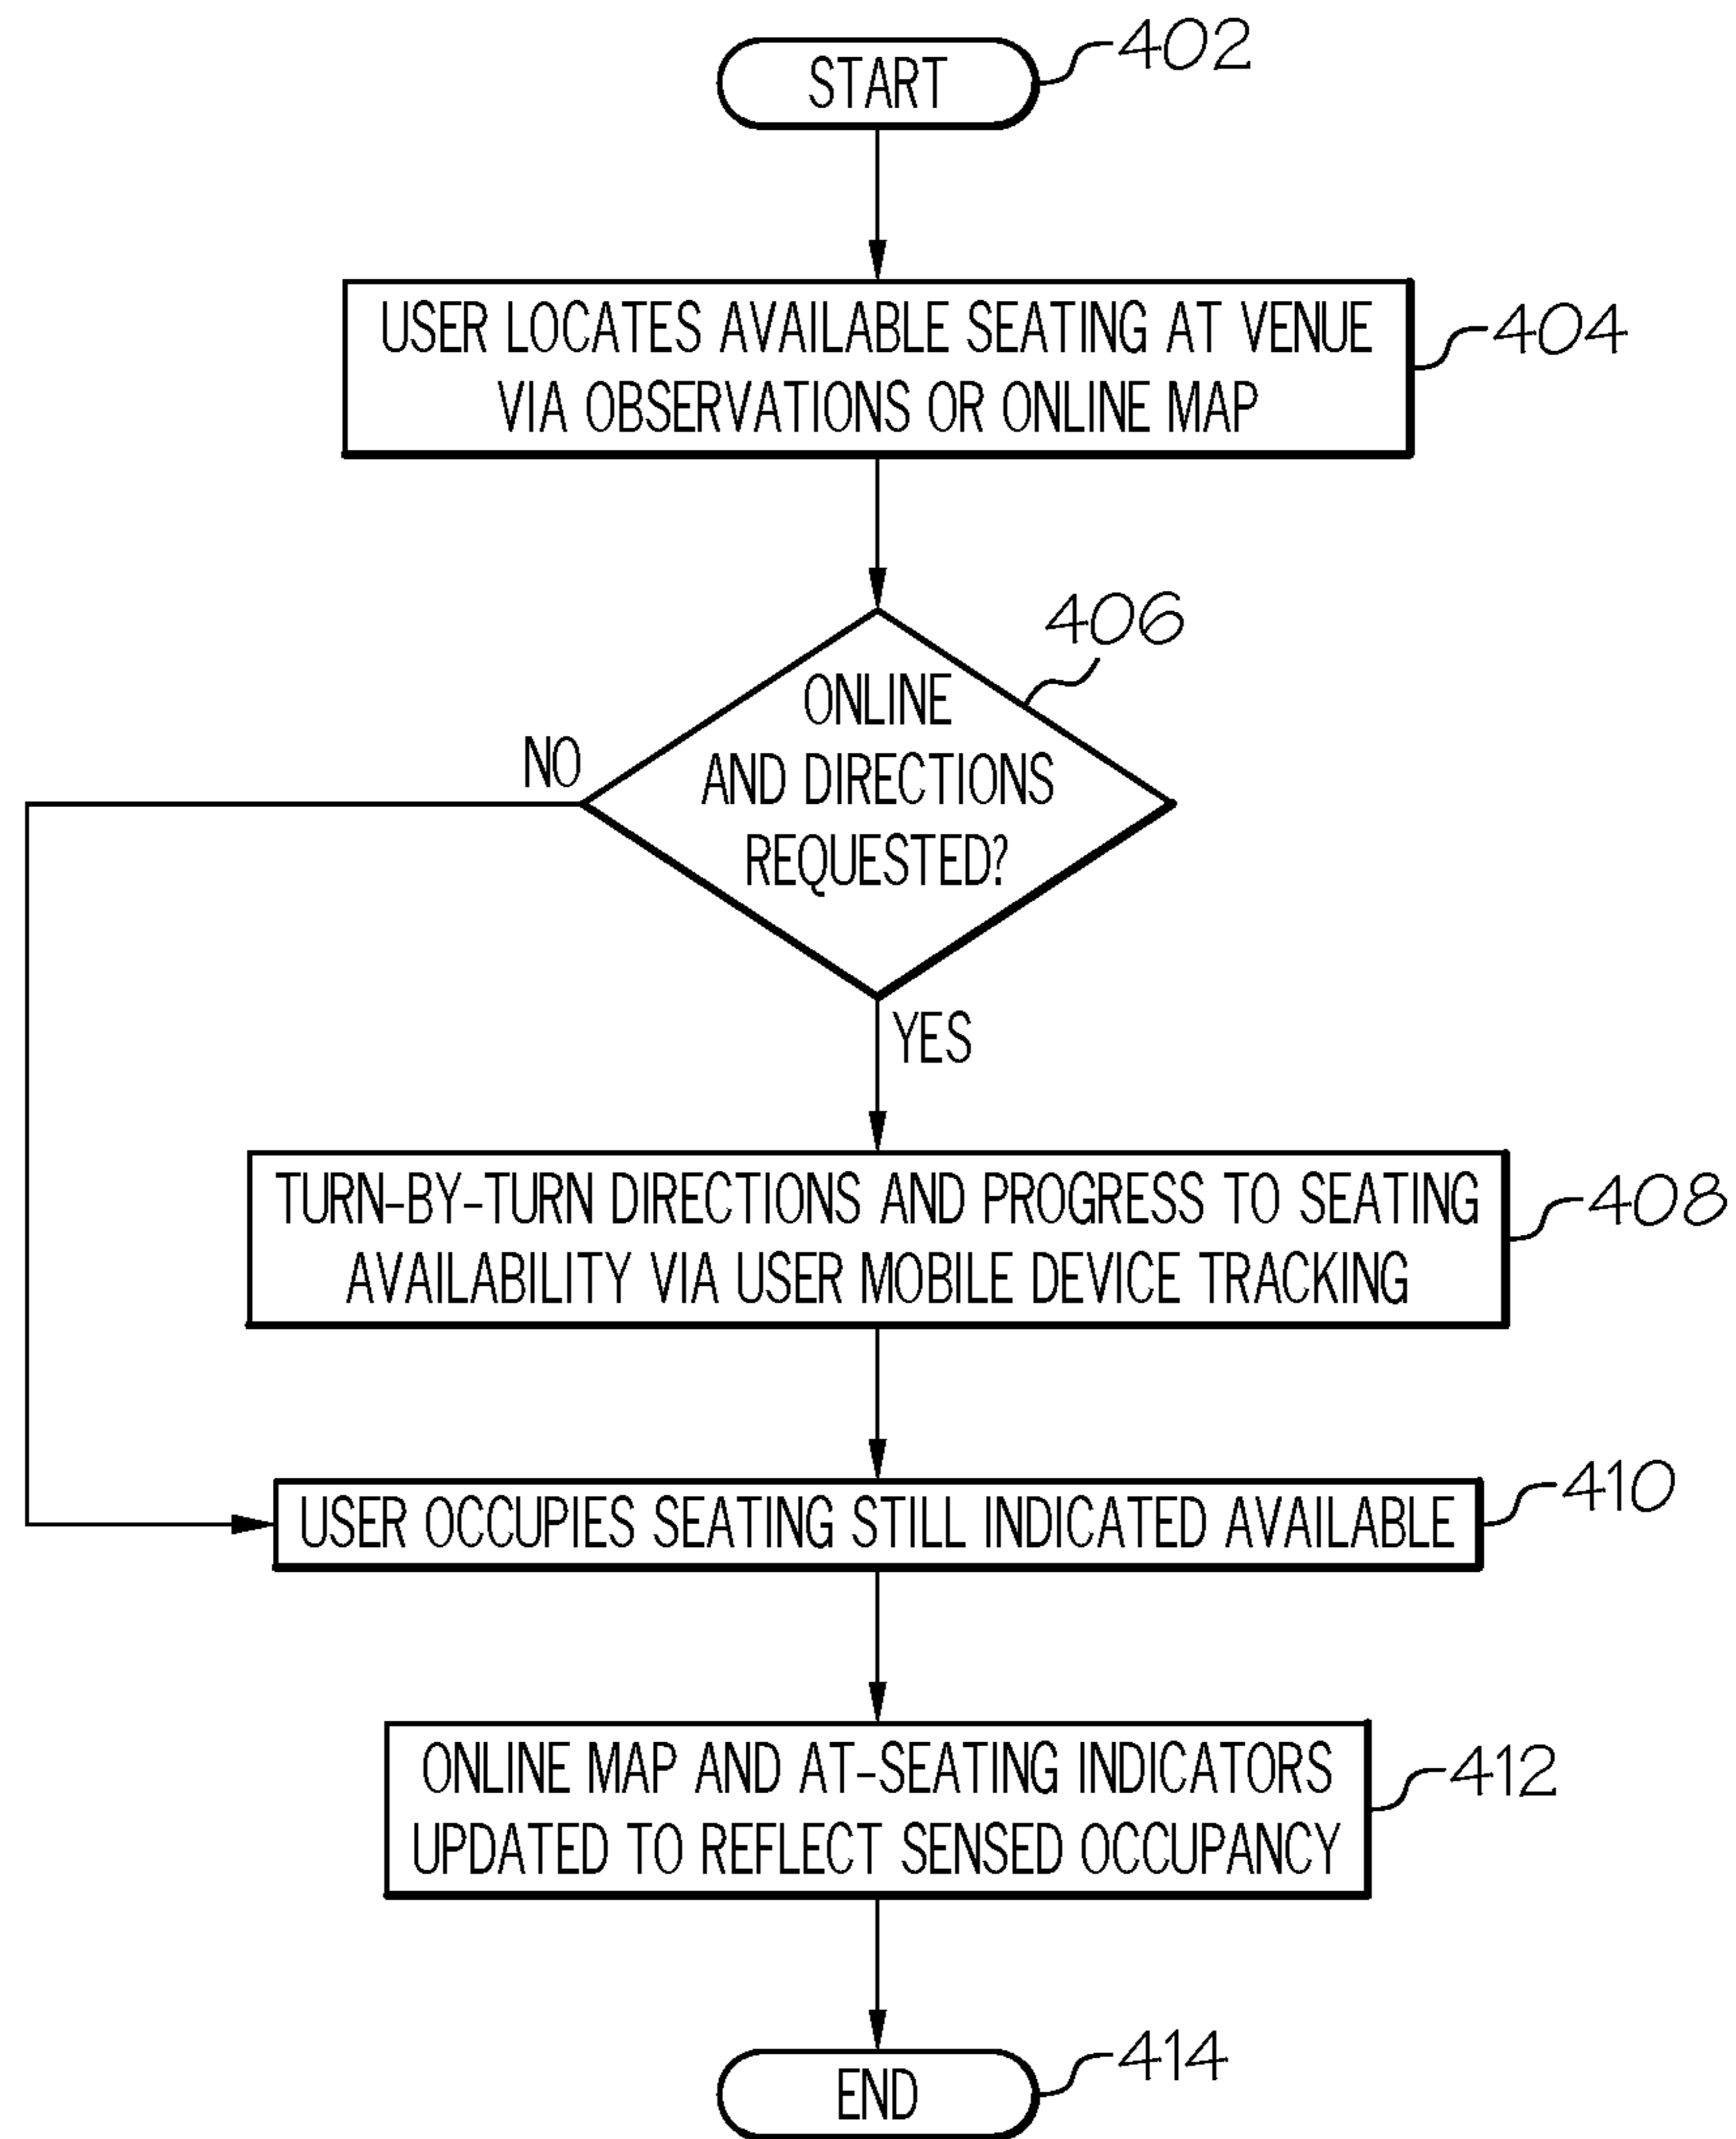 START
402
USER LOCATES AVAILABLE SEATING AT VENUE
VIA OBSERVATIONS OR ONLINE MAP
404
406
ONLINE
AND DIRECTIONS
REQUESTED?
NO
YES
TURN-BY-TURN DIRECTIONS AND PROGRESS TO SEATING
AVAILABILITY VIA USER MOBILE DEVICE TRACKING
408
USER OCCUPIES SEATING STILL INDICATED AVAILABLE
410
ONLINE MAP AND AT-SEATING INDICATORS
UPDATED TO REFLECT SENSED OCCUPANCY
412
END
414